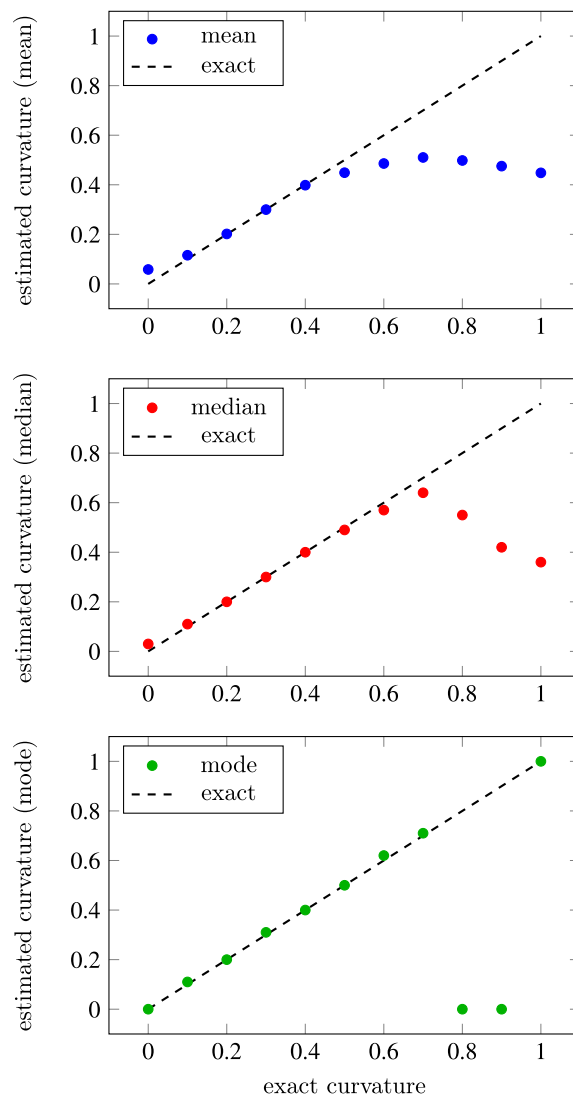 estimated curvature (mean)
mean
exact
1
0.8
0.6
0.4
0.2
0
0 0.2 0.4 0.6 0.8 1
estimated curvature (median)
median
exact
1
0.8
0.6
0.4
0.2
0
0 0.2 0.4 0.6 0.8 1
estimated curvature (mode)
mode
exact
1
0.8
0.6
0.4
0.2
0
0 0.2 0.4 0.6 0.8 1
exact curvature